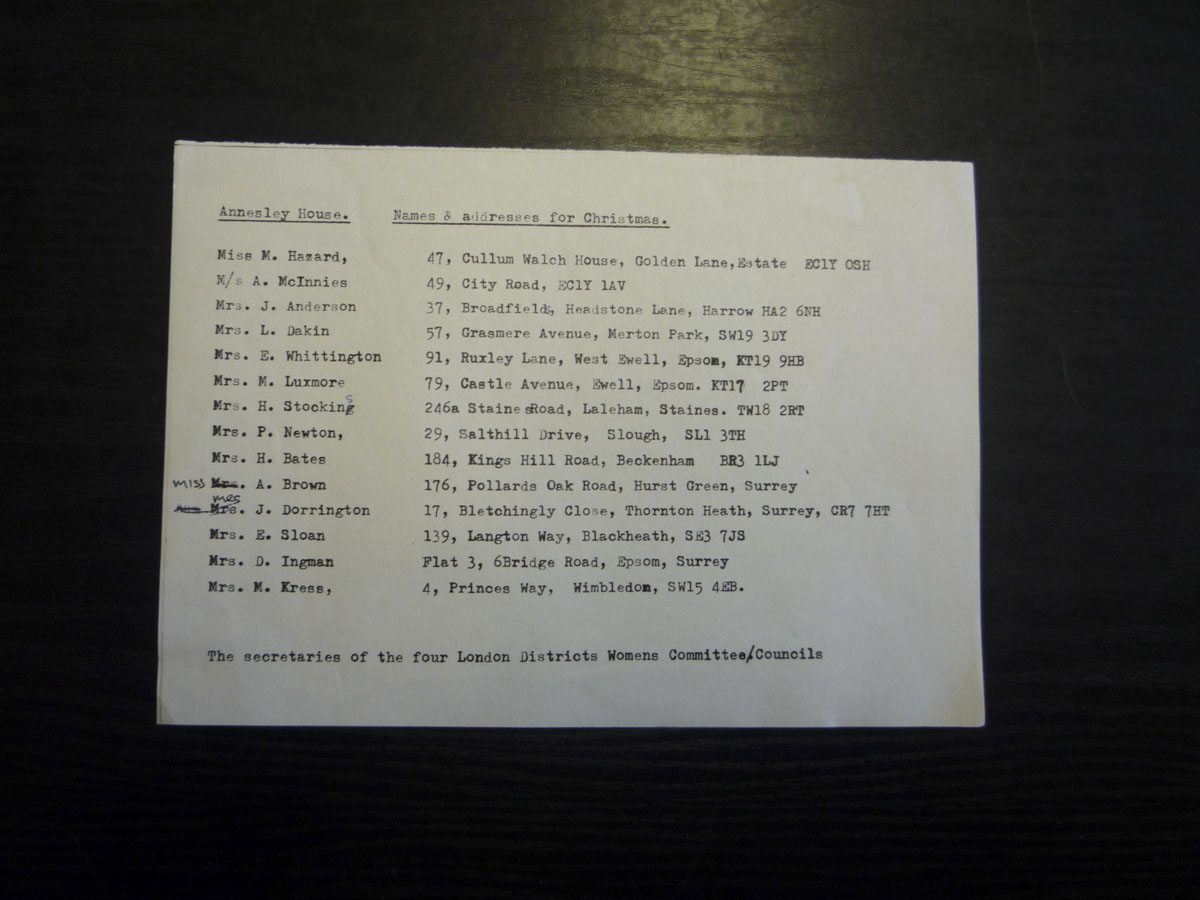 Annesley House. Names & addresses for Christmas.
Miss M. Hazard, 47, Cullum Walch House, Golden Lane,Estate EC1Y OSH
M/s A. McInnies 49, City Road, EC1Y 1AV
Mrs. J. Anderson 37, Broadfields, Headstone Lane, Harrow HA2 6NH
Mrs. L. Dakin 57, Grasmere Avenue, Merton Park, SW19 3DY
Mrs. E. Whittington 91, Ruxley Lane, West Ewell, Epsom, KT19 9HB
Mrs. M. Luxmore 79, Castle Avenue, Ewell, Epsom. KT17 2PT
Mrs. H. Stockings 246a Staines Road, Laleham, Staines. TW18 2RT
Mrs. P. Newton, 29, Salthill Drive, Slough, SL1 3TH
Mrs. H. Bates 184, Kings Hill Road, Beckenham BR3 1LJ
miss Mrs. A. Brown 176, Pollards Oak Road, Hurst Green, Surrey
mrs
Mrs. J. Dorrington 17, Bletchingly Close, Thornton Heath, Surrey, CR7 7HT
Mrs. E. Sloan 139, Langton Way, Blackheath, SE3 7JS
Mrs. D. Ingman Flat 3, 6Bridge Road, Epsom, Surrey
Mrs. M. Kress, 4, Princes Way, Wimbledon, SW15 4EB.
The secretaries of the four London Districts Womens Committee/Councils